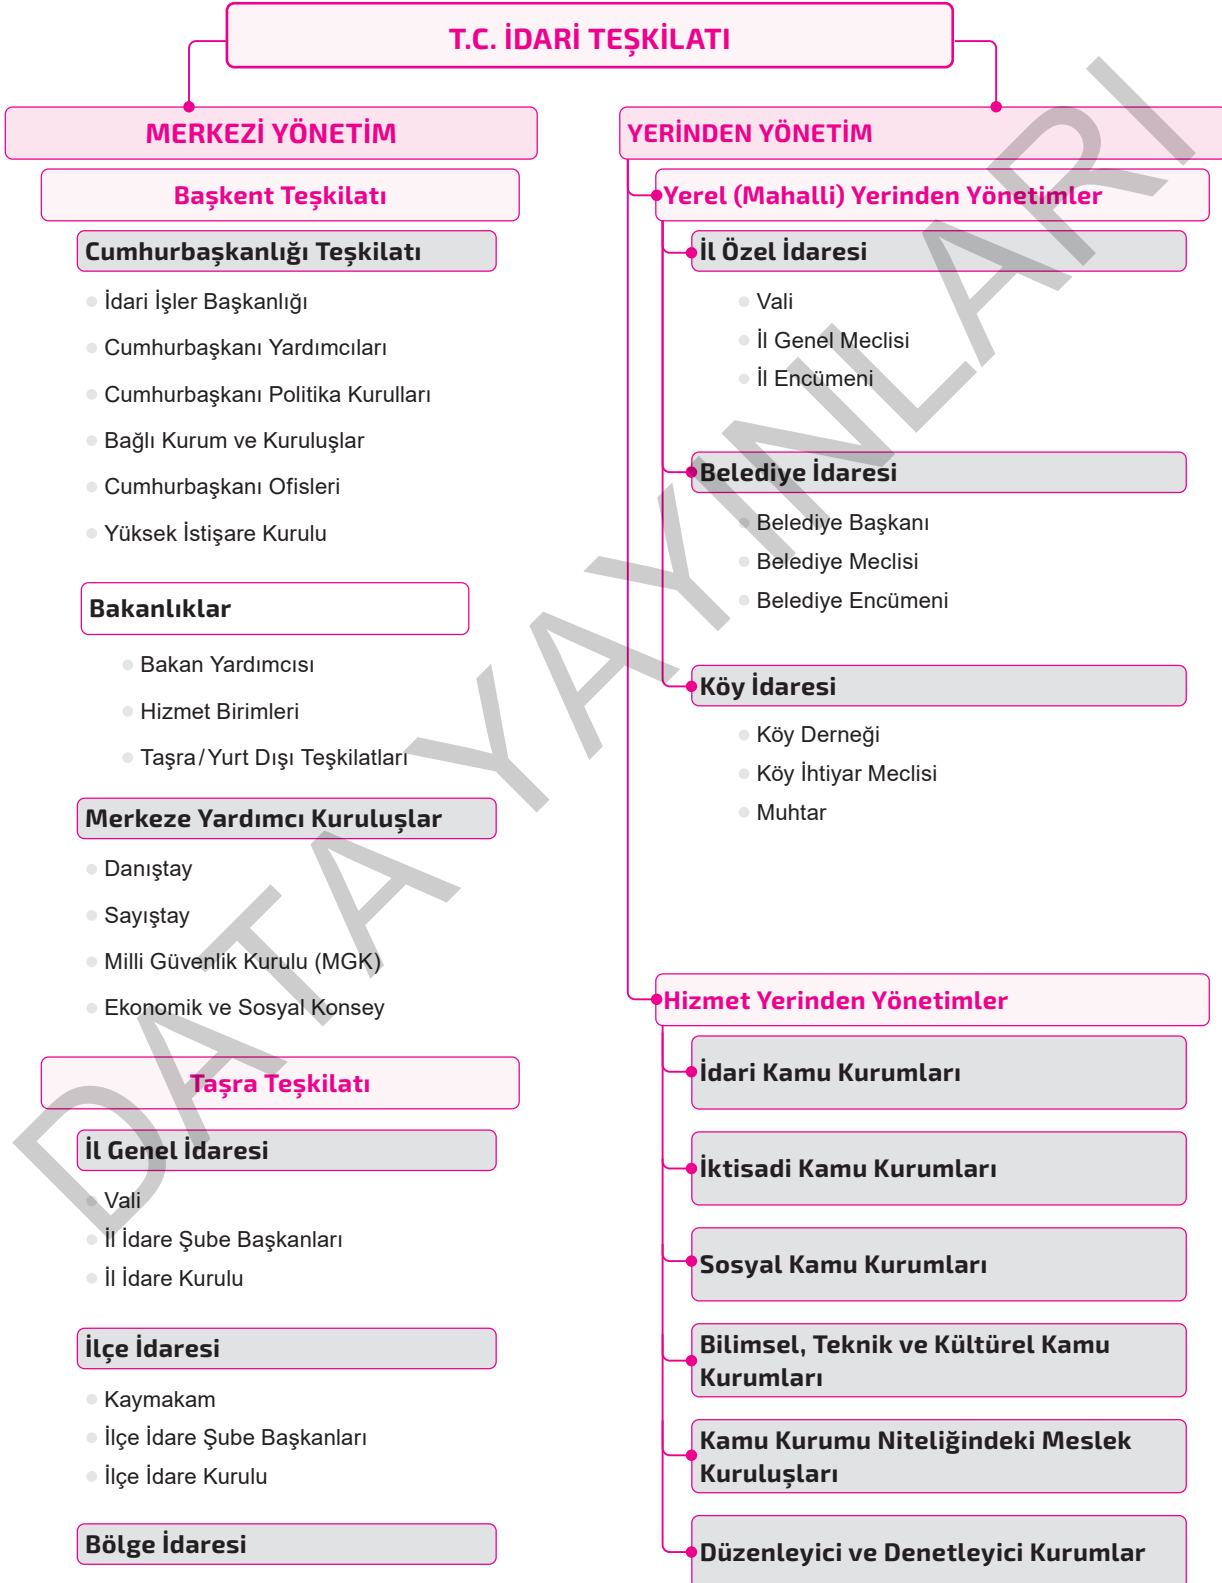 T.C. İDARİ TEŞKİLATI
MERKEZİ YÖNETİM
Başkent Teşkilatı
Cumhurbaşkanlığı Teşkilatı
İdari İşler Başkanlığı
Cumhurbaşkanı Yardımcıları
Cumhurbaşkanı Politika Kurulları
Bağlı Kurum ve Kuruluşlar
Cumhurbaşkanı Ofisleri
Yüksek İstişare Kurulu
Bakanlıklar
Bakan Yardımcısı
Hizmet Birimleri
Taşra/Yurt Dışı Teşkilatları
Merkeze Yardımcı Kuruluşlar
Danıştay
Sayıştay
Milli Güvenlik Kurulu (MGK)
Ekonomik ve Sosyal Konsey
Taşra Teşkilatı
İl Genel İdaresi
Vali
İl İdare Şube Başkanları
İl İdare Kurulu
İlçe İdaresi
Kaymakam
İlçe İdare Şube Başkanları
İlçe İdare Kurulu
Bölge İdaresi
YERİNDEN YÖNETİM
Yerel (Mahalli) Yerinden Yönetimler
İl Özel İdaresi
Vali
İl Genel Meclisi
İl Encümeni
Belediye İdaresi
Belediye Başkanı
Belediye Meclisi
Belediye Encümeni
Köy İdaresi
Köy Derneği
Köy İhtiyar Meclisi
Muhtar
Hizmet Yerinden Yönetimler
İdari Kamu Kurumları
İktisadi Kamu Kurumları
Sosyal Kamu Kurumları
Bilimsel, Teknik ve Kültürel Kamu
Kurumları
Kamu Kurumu Niteliğindeki Meslek
Kuruluşları
Düzenleyici ve Denetleyici Kurumlar
DATA YAYINLARI